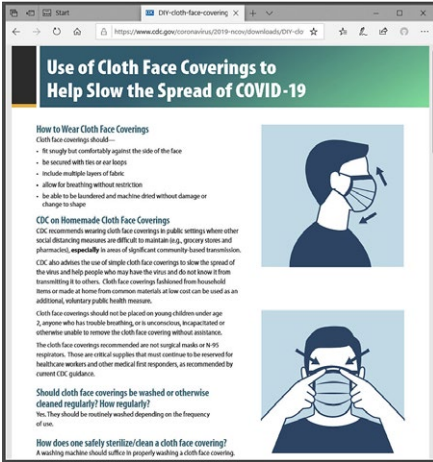 Start
DIY-cloth-face-covering
https://www.cdc.gov/coronavirus/2019-ncov/downloads/DIY-clo
Use of Cloth Face Coverings to
Help Slow the Spread of COVID-19
How to Wear Cloth Face Coverings
Cloth face coverings should—
• fit snugly but comfortably against the side of the face
• be secured with ties or ear loops
• include multiple layers of fabric
• allow for breathing without restriction
• be able to be laundered and machine dried without damage or
change to shape
CDC on Homemade Cloth Face Coverings
CDC recommends wearing cloth face coverings in public settings where other
social distancing measures are difficult to maintain (e.g., grocery stores and
pharmacies), especially in areas of significant community-based transmission.
CDC also advises the use of simple cloth face coverings to slow the spread of
the virus and help people who may have the virus and do not know it from
transmitting it to others. Cloth face coverings fashioned from household
items or made at home from common materials at low cost can be used as an
additional, voluntary public health measure.
Cloth face coverings should not be placed on young children under age
2, anyone who has trouble breathing, or is unconscious, incapacitated or
otherwise unable to remove the cloth face covering without assistance.
The cloth face coverings recommended are not surgical masks or N-95
respirators. Those are critical supplies that must continue to be reserved for
healthcare workers and other medical first responders, as recommended by
current CDC guidance.
Should cloth face coverings be washed or otherwise
cleaned regularly? How regularly?
Yes. They should be routinely washed depending on the frequency
of use.
How does one safely sterilize/clean a cloth face covering?
A washing machine should suffice in properly washing a cloth face covering.